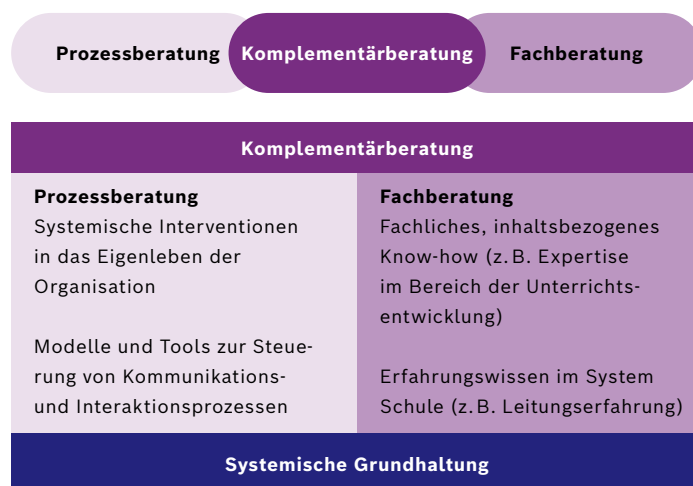 Prozessberatung Komplementärberatung Fachberatung
Komplementärberatung
Prozessberatung
Systemische Interventionen
in das Eigenleben der
Organisation
Modelle und Tools zur Steue-
rung von Kommunikations-
und Interaktionsprozessen
Fachberatung
Fachliches, inhaltsbezogenes
Know-how (z. B. Expertise
im Bereich der Unterrichts-
entwicklung)
Erfahrungswissen im System
Schule (z. B. Leitungserfahrung)
Systemische Grundhaltung